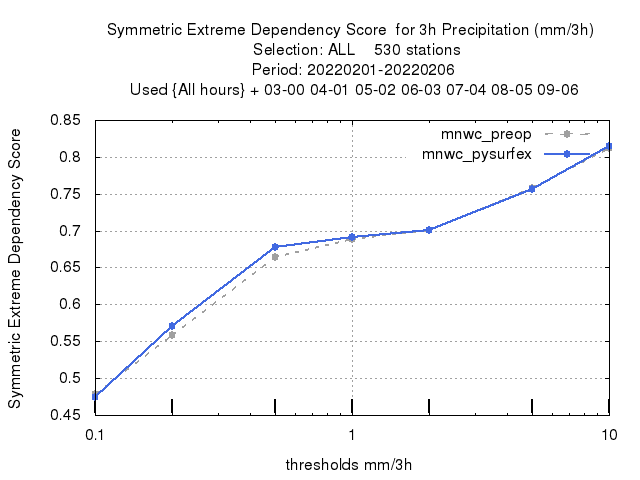 Symmetric Extreme Dependency Score  for 3h Precipitation (mm/3h)
Selection: ALL    530 stations
Period: 20220201-20220206
Used {All hours} + 03-00 04-01 05-02 06-03 07-04 08-05 09-06
Symmetric Extreme Dependency Score
0.85
0.8
0.75
0.7
0.65
0.6
0.55
0.5
0.45
mnwc_preop
mnwc_pysurfex
0.1 1 10
thresholds mm/3h